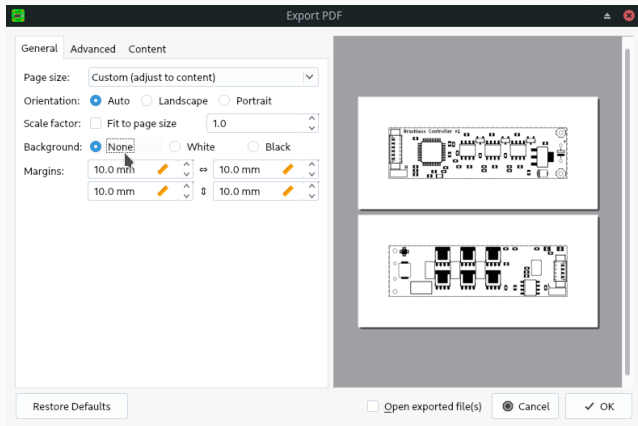 Export PDF
General Advanced Content
Page size: Custom (adjust to content)
Orientation: Auto Landscape Portrait
Scale factor: Fit to page size 1.0
Background: None White Black
Margins: 10.0 mm 10.0 mm
10.0 mm 10.0 mm
Brushless Controller v1
Restore Defaults Open exported file(s) Cancel OK